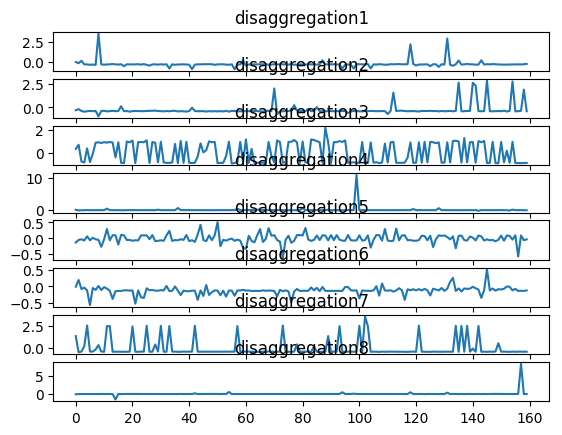 disaggregation1
2.5
0.0
disaggregation2
2.5
0.0
disaggregation3
2
0
disaggregation4
10
0
disaggregation5
0.5
0.0
−0.5
disaggregation6
0.5
0.0
−0.5
disaggregation7
2.5
0.0
disaggregation8
5
0
0 20 40 60 80 100 120 140 160